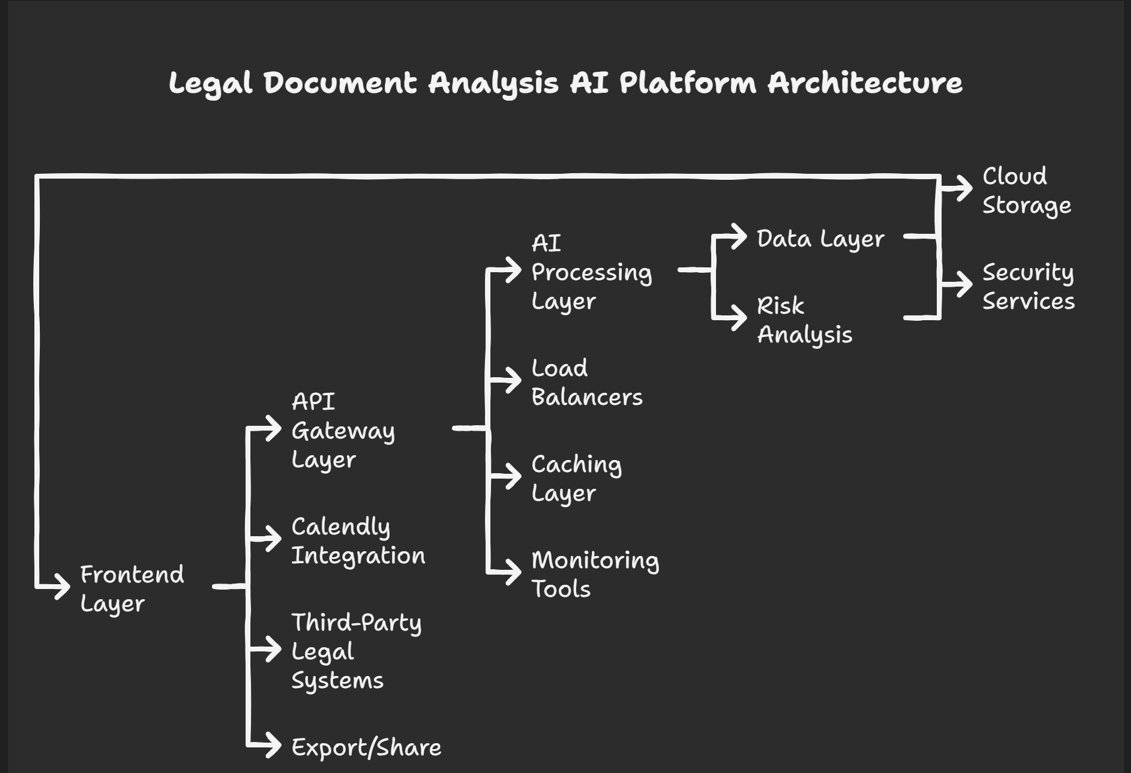 Legal Document Analysis AI Platform Architecture
Cloud
Storage
AI
Processing
Layer
Data Layer
Security
Services
Risk
Analysis
Load
Balancers
API
Gateway
Layer
Caching
Layer
Calendly
Integration
Monitoring
Tools
Frontend
Layer
Third-Party
Legal
Systems
Export/Share